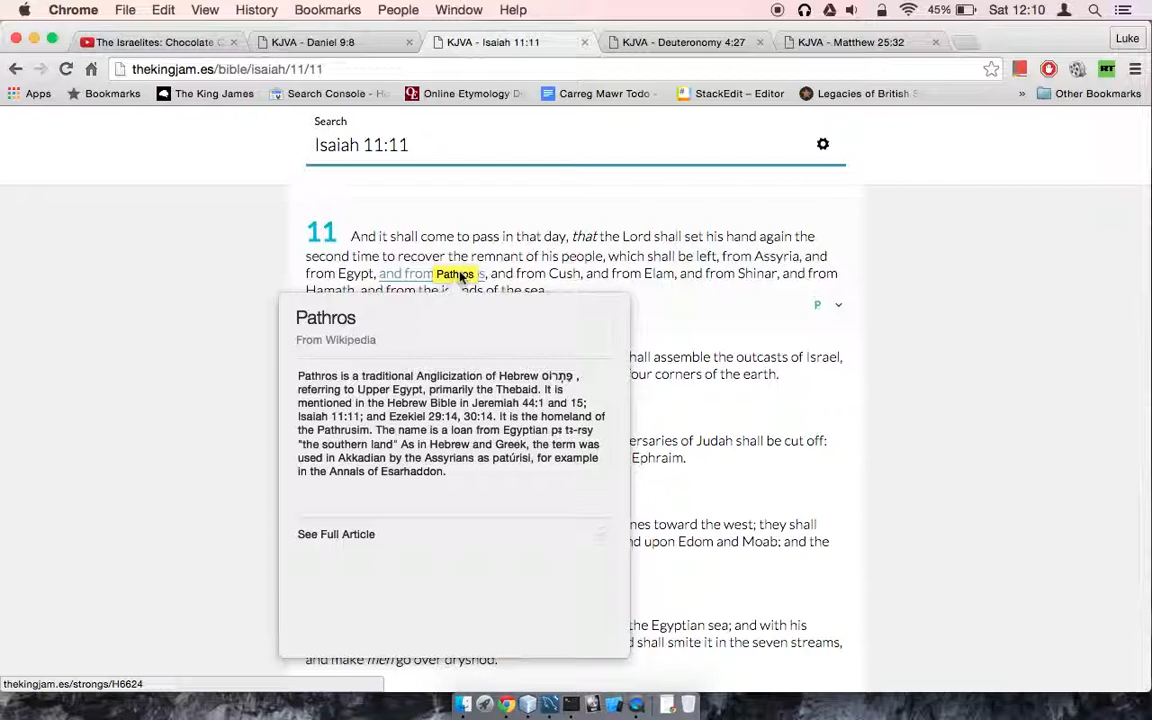 Chrome File Edit View History Bookmarks People Window Help 45% Sat 12:10
The Israelites: Chocolate C KJVA - Daniel 9:8 KJVA - Isaiah 11:11 KJVA - Deuteronomy 4:27 KJVA - Matthew 25:32 Luke
thekingjam.es/bible/isaiah/11/11 RT
Apps Bookmarks The King James Search Console - Ho Online Etymology D Carreg Mawr Todo - StackEdit – Editor Legacies of British S » Other Bookmarks
Search
Isaiah 11:11
11 And it shall come to pass in that day, that the Lord shall set his hand again the
second time to recover the remnant of his people, which shall be left, from Assyria, and
from Egypt, and from Pathros, and from Cush, and from Elam, and from Shinar, and from
Hamath, and from the islands of the sea.
P
Pathros
From Wikipedia
Pathros is a traditional Anglicization of Hebrew פַּתְרוֹס ,
referring to Upper Egypt, primarily the Thebaid. It is
mentioned in the Hebrew Bible in Jeremiah 44:1 and 15;
Isaiah 11:11; and Ezekiel 29:14, 30:14. It is the homeland of
the Pathrusim. The name is a loan from Egyptian pꜣ tꜣ-rsy
"the southern land" As in Hebrew and Greek, the term was
used in Akkadian by the Assyrians as patúrisi, for example
in the Annals of Esarhaddon.
See Full Article
hall assemble the outcasts of Israel,
our corners of the earth.
ersaries of Judah shall be cut off:
Ephraim.
nes toward the west; they shall
nd upon Edom and Moab; and the
the Egyptian sea; and with his
d shall smite it in the seven streams,
and make men go over dryshod.
thekingjam.es/strongs/H6624